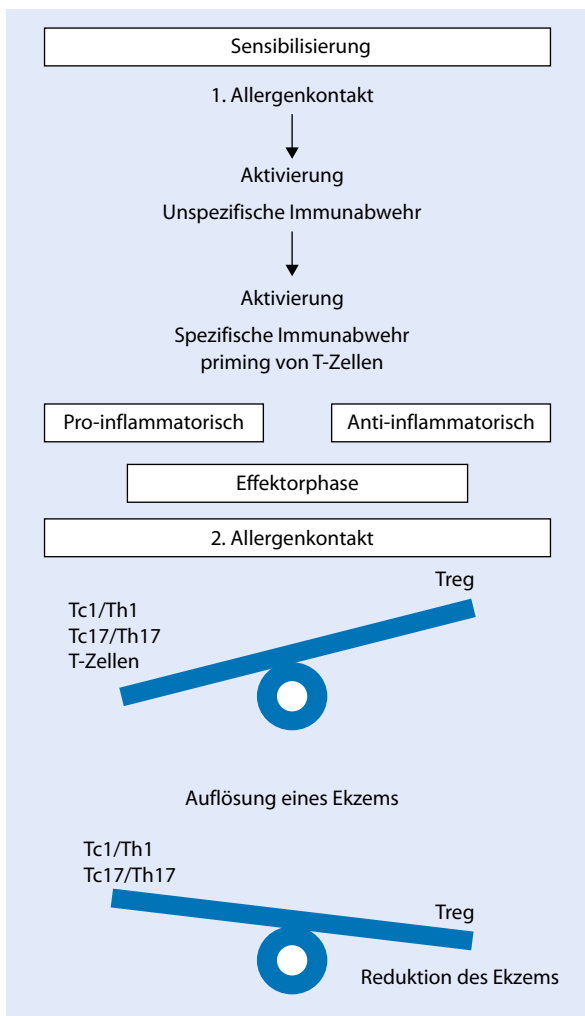 Sensibilisierung
1. Allergenkontakt
Aktivierung
Unspezifische Immunabwehr
Aktivierung
Spezifische Immunabwehr
priming von T-Zellen
Pro-inflammatorisch
Anti-inflammatorisch
Effektorphase
2. Allergenkontakt
Treg
Tc1/Th1
Tc17/Th17
T-Zellen
Auflösung eines Ekzems
Tc1/Th1
Tc17/Th17
Treg
Reduktion des Ekzems